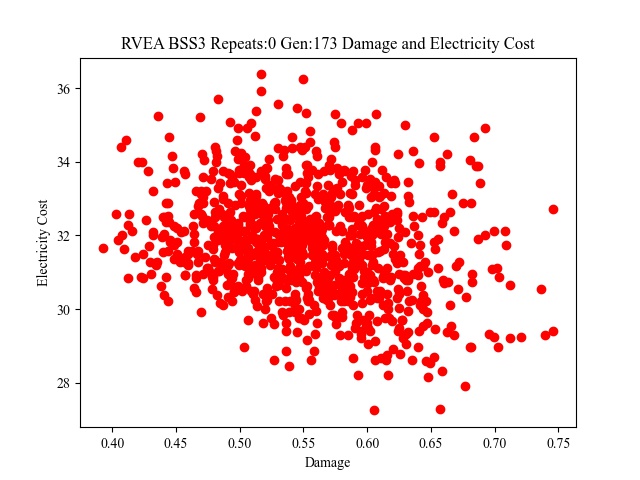 RVEA BSS3 Repeats:0 Gen:173 Damage and Electricity Cost
36
34
32
30
28
Electricity Cost
0.40 0.45 0.50 0.55 0.60 0.65 0.70 0.75
Damage